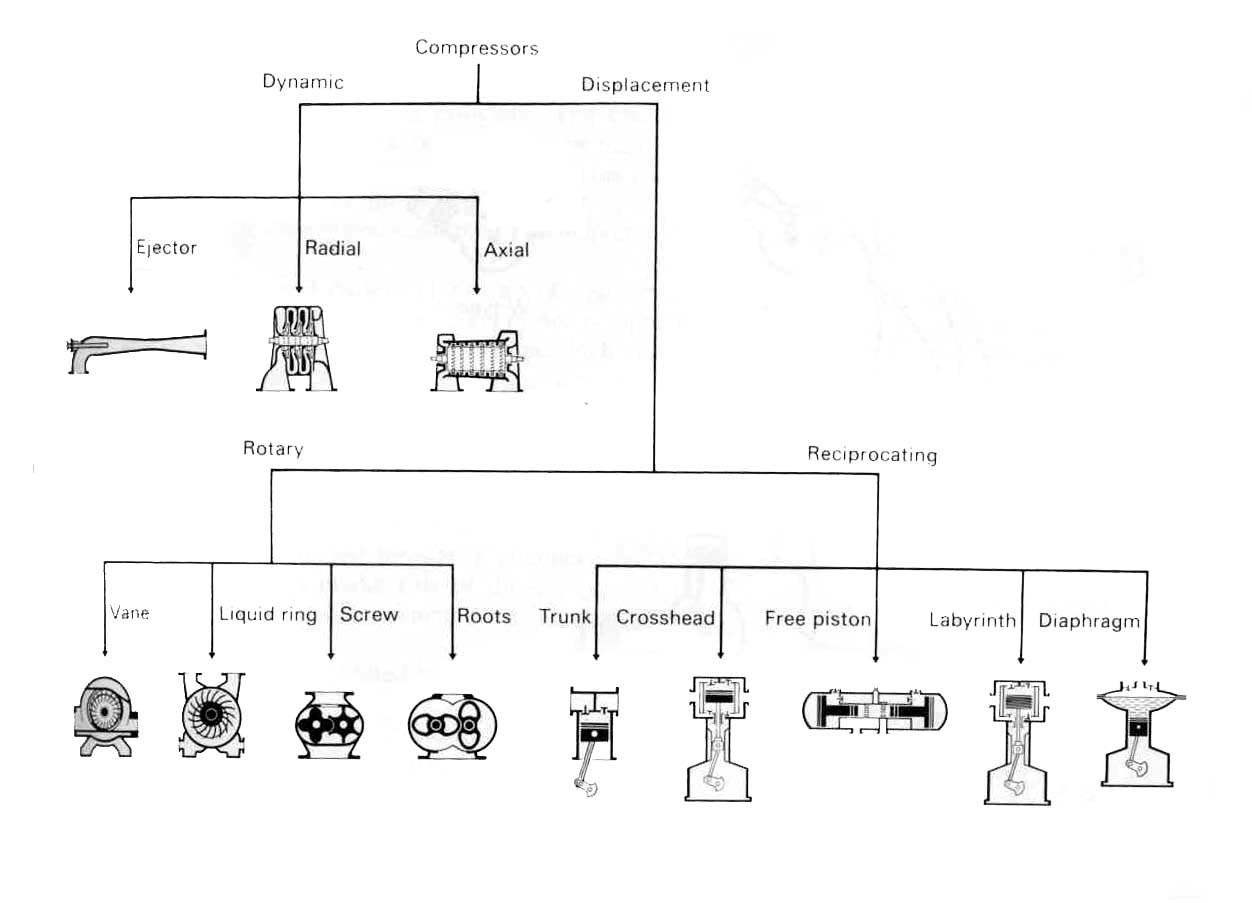 Compressors
Dynamic
Displacement
Ejector
Radial
Axial
Rotary
Reciprocating
Vane
Liquid ring
Screw
Roots
Trunk
Crosshead
Free piston
Labyrinth
Diaphragm